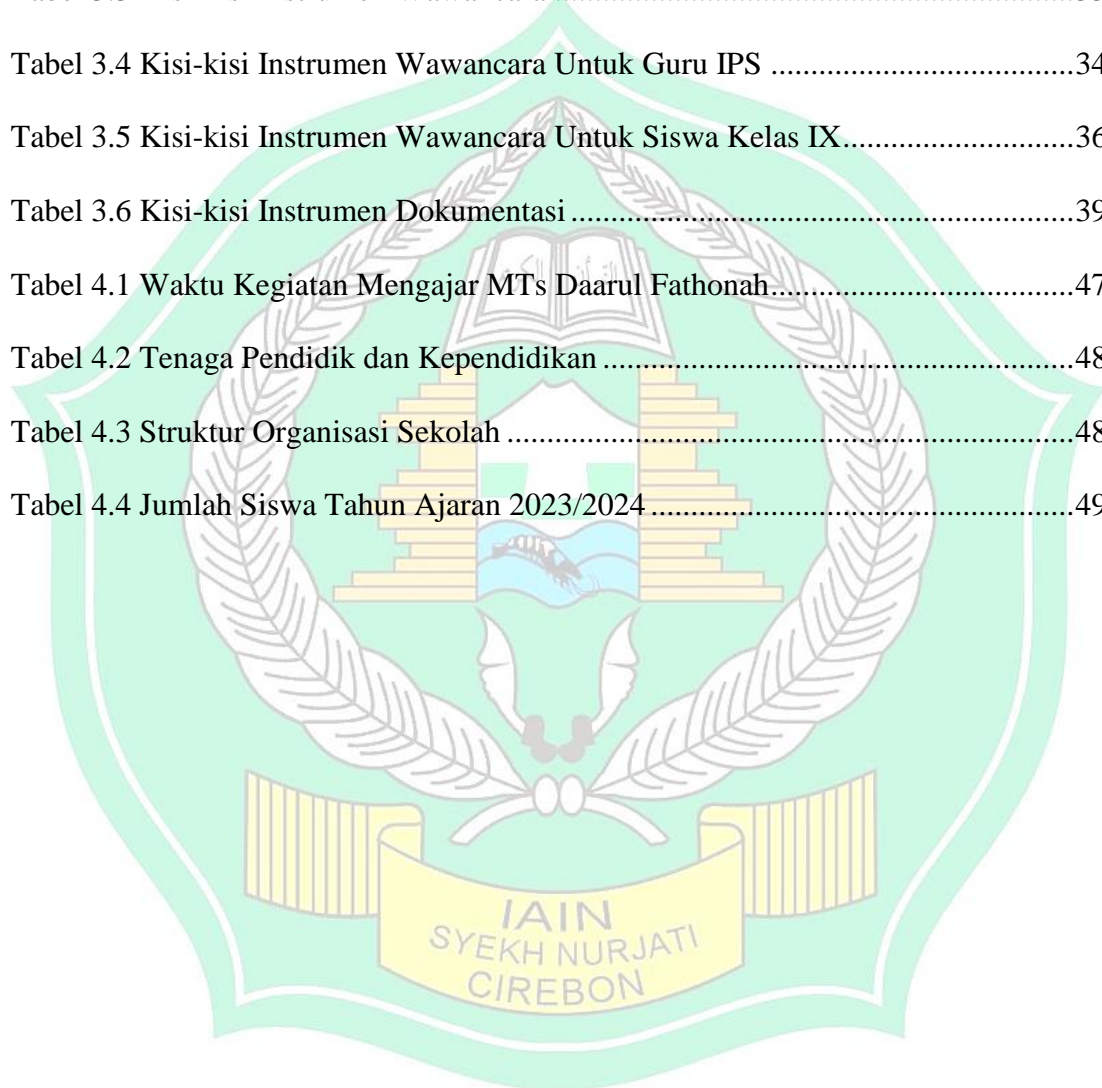 Tabel 3.4 Kisi-kisi Instrumen Wawancara Untuk Guru IPS ..................................34
Tabel 3.5 Kisi-kisi Instrumen Wawancara Untuk Siswa Kelas IX..........................36
Tabel 3.6 Kisi-kisi Instrumen Dokumentasi .........................................................39
Tabel 4.1 Waktu Kegiatan Mengajar MTs Daarul Fathonah..................................47
Tabel 4.2 Tenaga Pendidik dan Kependidikan .....................................................48
Tabel 4.3 Struktur Organisasi Sekolah ................................................................48
Tabel 4.4 Jumlah Siswa Tahun Ajaran 2023/2024 ................................................49
IAIN
SYEKH NURJATI
CIREBON